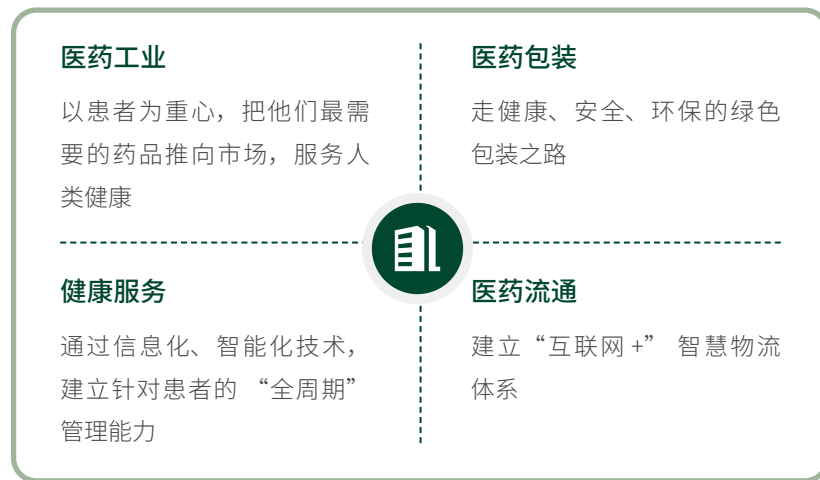 医药工业
以患者为重心，把他们最需
要的药品推向市场，服务人
类健康
医药包装
走健康、安全、环保的绿色
包装之路
健康服务
通过信息化、智能化技术，
建立针对患者的 “全周期”
管理能力
医药流通
建立“互联网 +” 智慧物流
体系